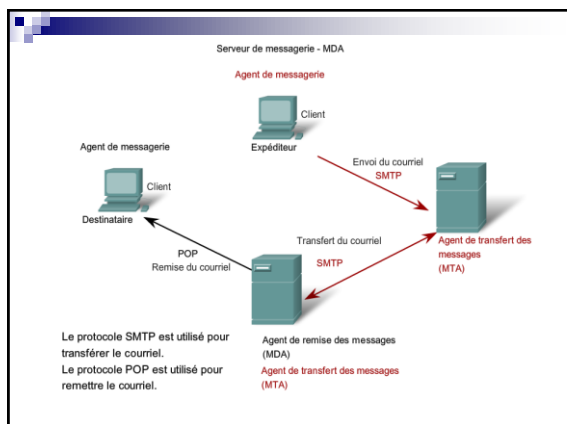 Serveur de messagerie - MDA
Agent de messagerie
Client
Expéditeur
Agent de messagerie
Client
Destinataire
Envoi du courriel
SMTP
Agent de transfert des
messages
(MTA)
Transfert du courriel
SMTP
POP
Remise du courriel
Agent de remise des messages
(MDA)
Agent de transfert des messages
(MTA)
Le protocole SMTP est utilisé pour
transférer le courriel.
Le protocole POP est utilisé pour
remettre le courriel.